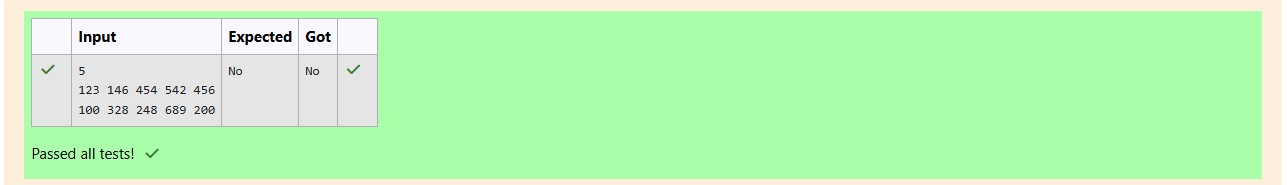 Input Expected Got
5 No No
123 146 454 542 456
100 328 248 689 200
Passed all tests!